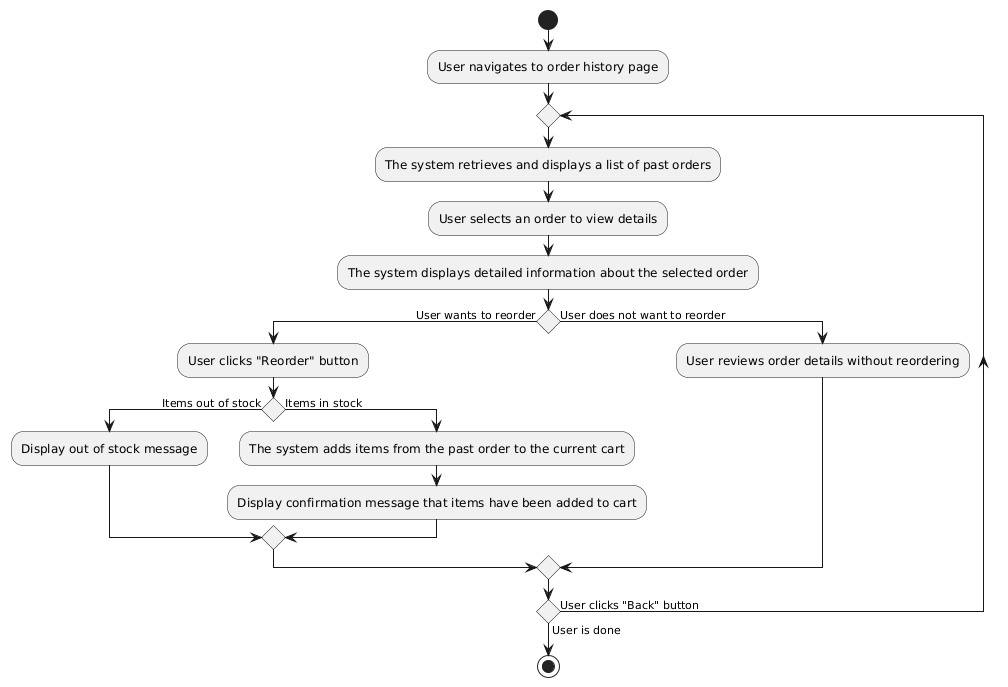 User navigates to order history page
The system retrieves and displays a list of past orders
User selects an order to view details
The system displays detailed information about the selected order
User wants to reorder
User does not want to reorder
User clicks "Reorder" button
User reviews order details without reordering
Items out of stock
Items in stock
Display out of stock message
The system adds items from the past order to the current cart
Display confirmation message that items have been added to cart
User clicks "Back" button
User is done